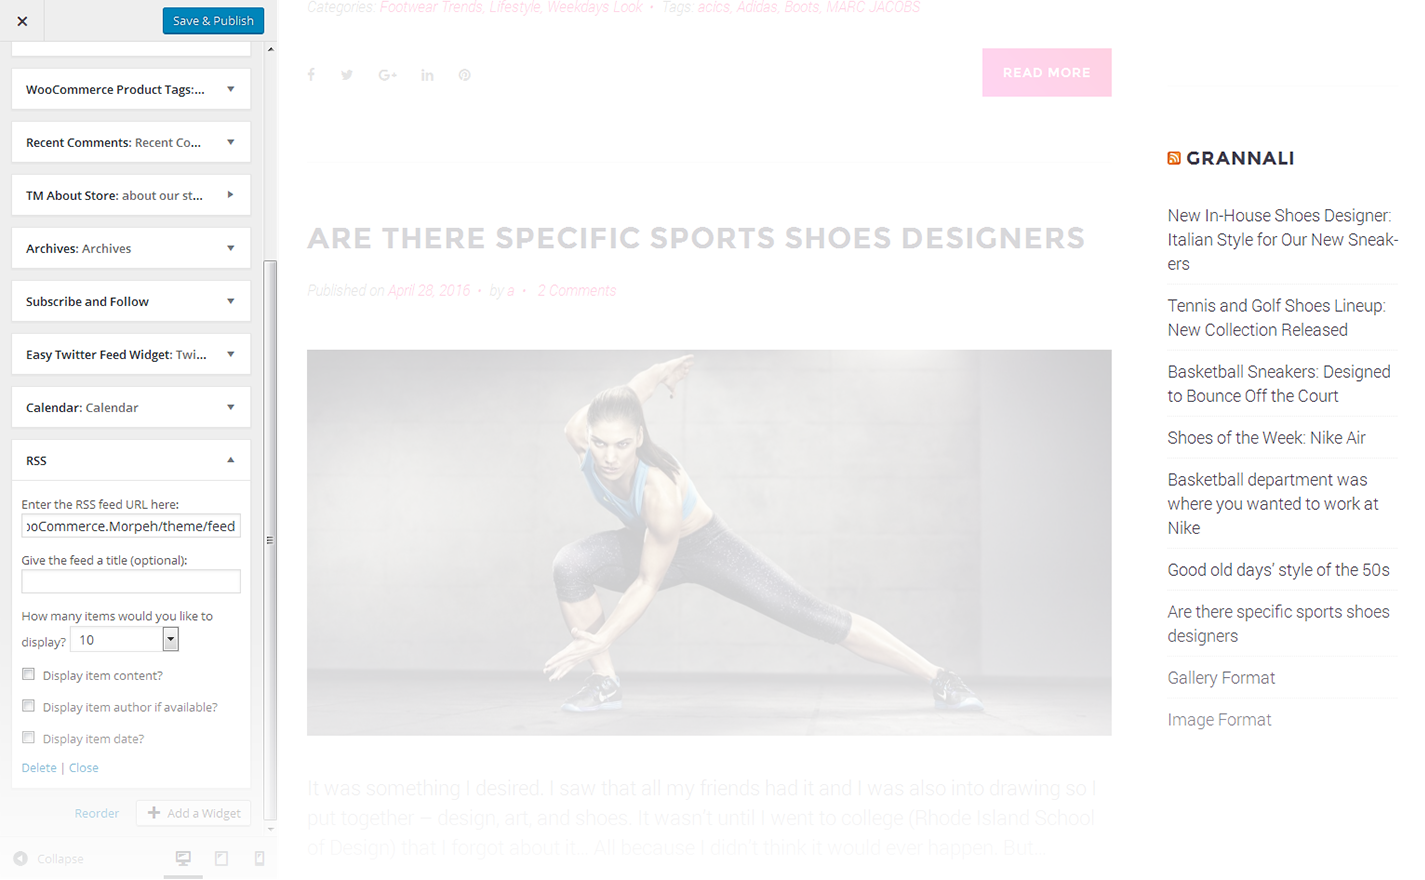 Save & Publish
WooCommerce Product Tags:...
Recent Comments: Recent Co...
TM About Store: about our st...
Archives: Archives
Subscribe and Follow
Easy Twitter Feed Widget: Twi...
Calendar: Calendar
RSS
Enter the RSS feed URL here:
ooCommerce.Morpeh/theme/feed
Give the feed a title (optional):
How many items would you like to
display? 10
Display item content?
Display item author if available?
Display item date?
Delete | Close
Reorder
Add a Widget
Collapse
Categories: Footwear Trends, Lifestyle, Weekdays Look • Tags: acics, Adidas, Boots, MARC JACOBS
READ MORE
ARE THERE SPECIFIC SPORTS SHOES DESIGNERS
Published on April 28, 2016 • by a • 2 Comments
It was something I desired. I saw that all my friends had it and I was also into drawing so I
put together – design, art, and shoes. It wasn't until I went to college (Rhode Island School
of Design) that I forgot about it... All because I didn't think it would ever happen. But...
GRANNALI
New In-House Shoes Designer:
Italian Style for Our New Sneak-
ers
Tennis and Golf Shoes Lineup:
New Collection Released
Basketball Sneakers: Designed
to Bounce Off the Court
Shoes of the Week: Nike Air
Basketball department was
where you wanted to work at
Nike
Good old days' style of the 50s
Are there specific sports shoes
designers
Gallery Format
Image Format